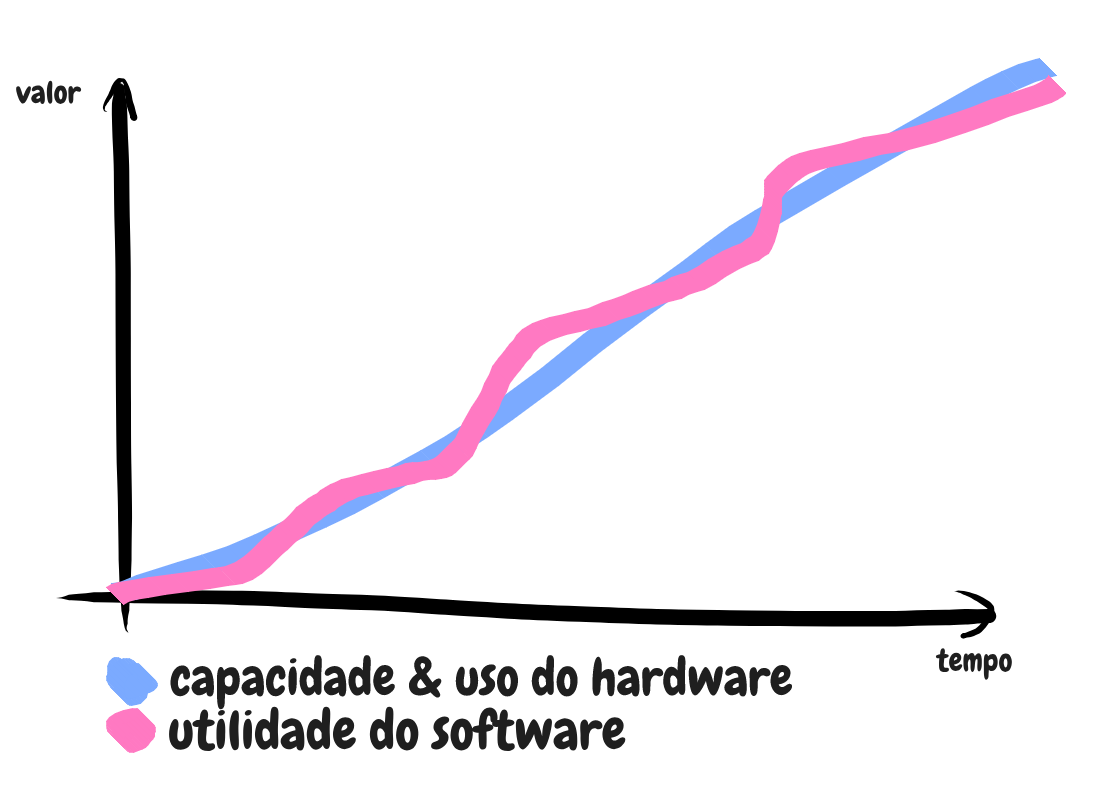 valor
tempo
capacidade & uso do hardware
utilidade do software